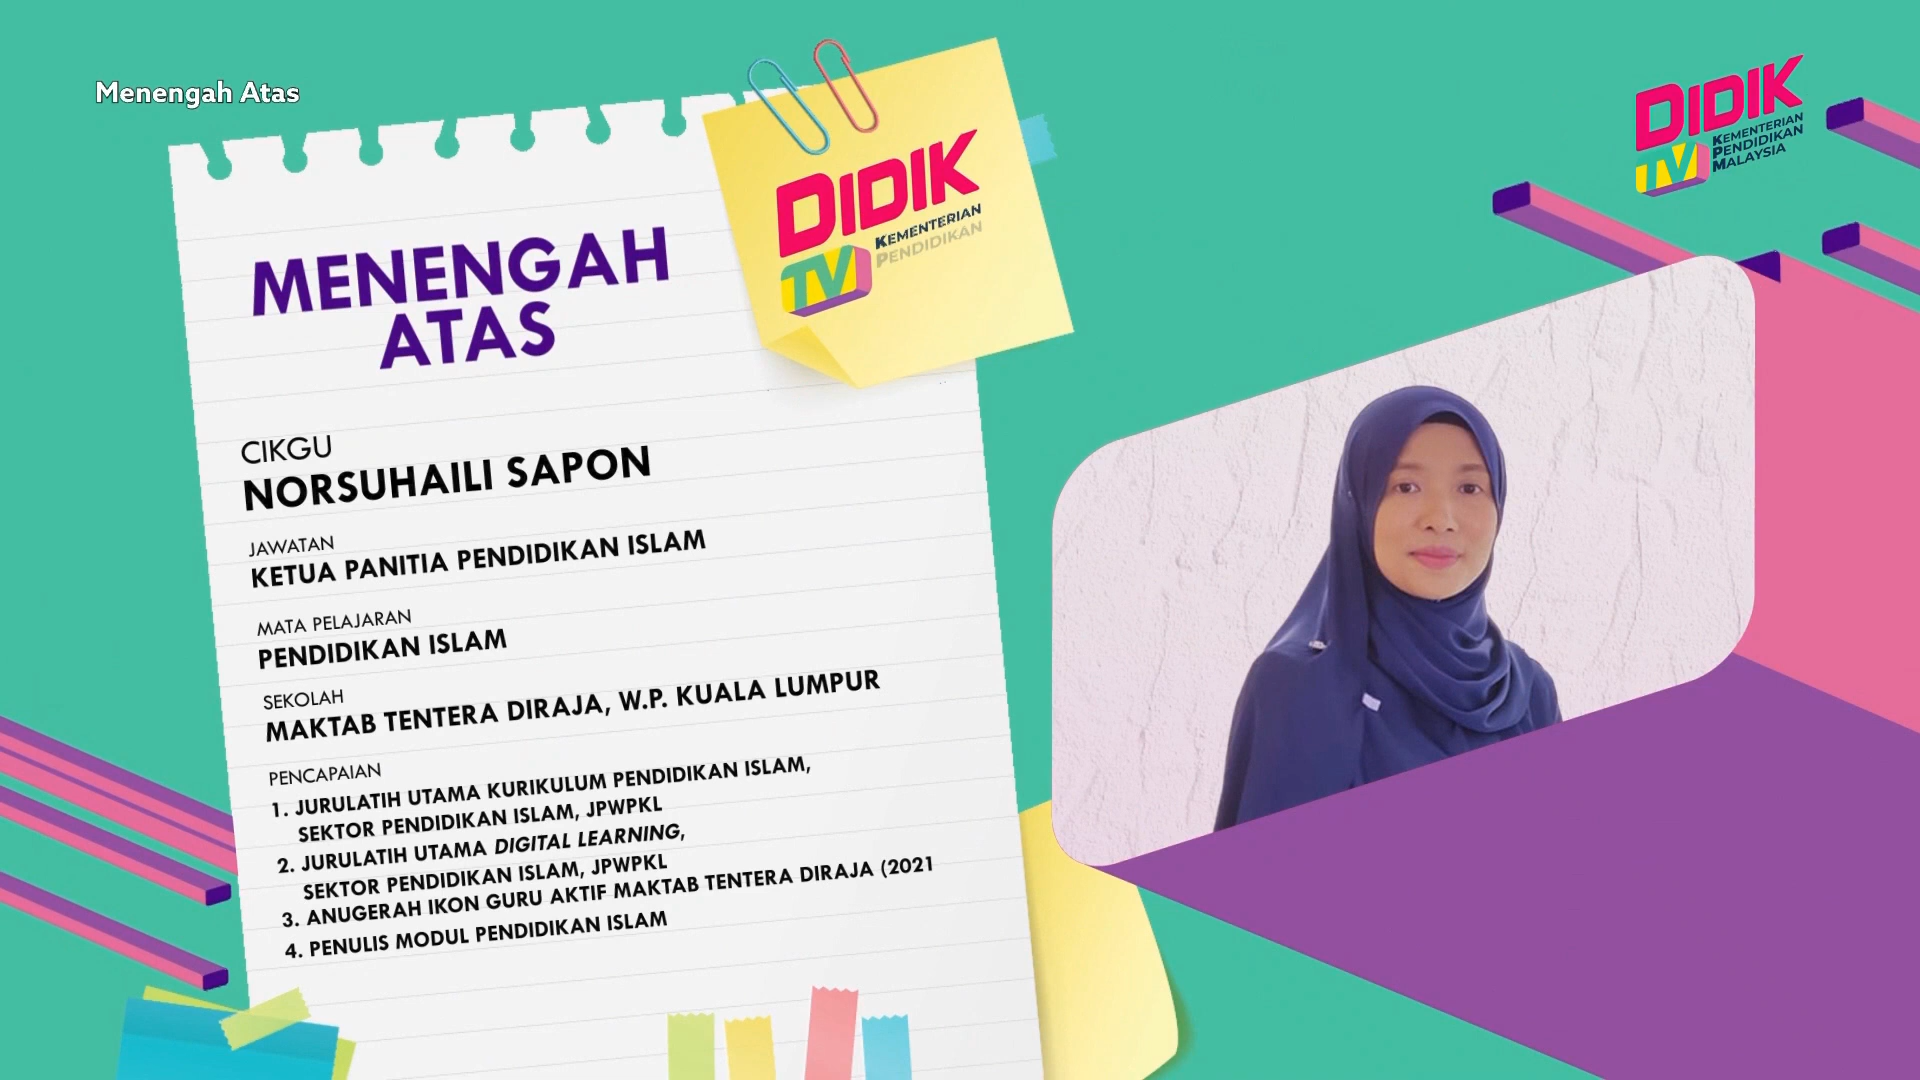 Menengah Atas
DIDIK
TV
KEMENTERIAN
PENDIDIKAN
MALAYSIA
DIDIK
TV
KEMENTERIAN
PENDIDIKAN
MENENGAH
ATAS
CIKGU
NORSUHAILI SAPON
JAWATAN
KETUA PANITIA PENDIDIKAN ISLAM
MATA PELAJARAN
PENDIDIKAN ISLAM
SEKOLAH
MAKTAB TENTERA DIRAJA, W.P. KUALA LUMPUR
PENCAPAIAN
1. JURULATIH UTAMA KURIKULUM PENDIDIKAN ISLAM,
SEKTOR PENDIDIKAN ISLAM, JPWPKL
2. JURULATIH UTAMA DIGITAL LEARNING,
SEKTOR PENDIDIKAN ISLAM, JPWPKL
3. ANUGERAH IKON GURU AKTIF MAKTAB TENTERA DIRAJA (2021
4. PENULIS MODUL PENDIDIKAN ISLAM